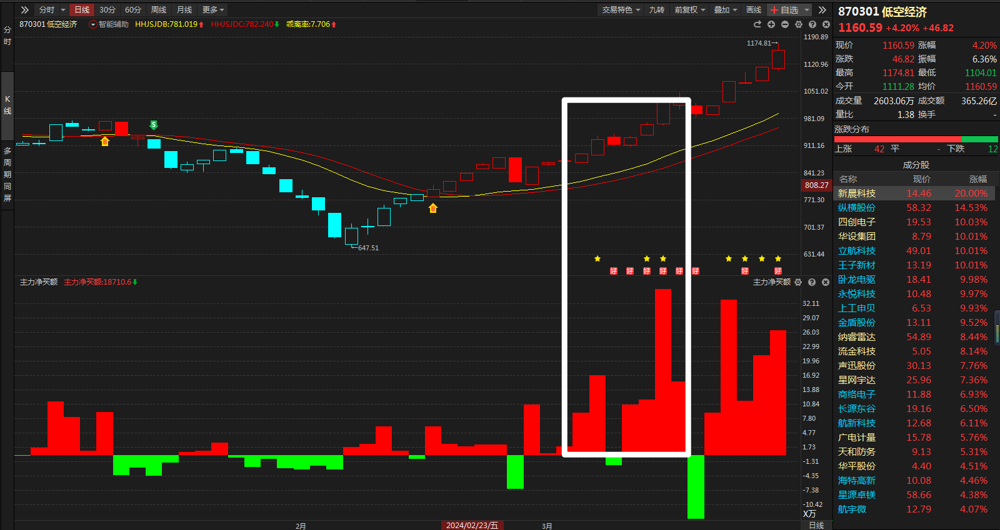 分时 日线 30分 60分 周线 月线 更多 交易特色 九转 前复权 叠加 画线 自选
870301 低空经济 智能辅助 HHJSJDB:781.019 HHJSJDC:782.240 乖离率:7.706
分时
K线
多周期同屏
1190.89
1120.96
1051.02
981.09
911.16
841.23
808.27
771.30
701.37
631.44
1174.81
647.51
S
B
B
好 好 好 好 好 好 好 好
主力净买额 主力净买额:18710.6 主力净买额
32.11
29.07
26.03
22.99
19.96
16.92
13.88
10.84
7.80
4.77
1.73
-1.31
-4.35
-7.38
-10.42
X万
2月 2024/02/23/五 3月 日线
870301 低空经济
1160.59 +4.20% +46.82
现价 1160.59 涨幅 4.20%
涨跌 46.82 振幅 6.36%
最高 1174.81 最低 1104.01
今开 1111.28 均价 1160.59
成交量 2603.06万 成交额 365.26亿
量比 1.38 换手 -
涨跌分布
上涨 42 平 - 下跌 12
成分股
名称 现价 涨幅
新晨科技 14.46 20.00%
纵横股份 58.32 14.53%
四创电子 19.53 10.03%
华设集团 8.79 10.01%
立航科技 49.01 10.01%
王子新材 13.19 10.01%
卧龙电驱 18.41 9.98%
永悦科技 10.48 9.97%
上工申贝 6.53 9.93%
金盾股份 13.11 9.52%
纳睿雷达 54.89 8.44%
流金科技 5.05 8.14%
声迅股份 30.13 7.76%
星网宇达 25.96 7.36%
商络电子 11.88 6.93%
长源东谷 19.16 6.50%
航新科技 12.68 6.11%
广电计量 15.78 5.76%
天和防务 9.13 5.31%
华平股份 4.40 4.51%
海特高新 10.08 4.46%
星源卓镁 58.66 4.38%
航宇微 12.79 4.07%